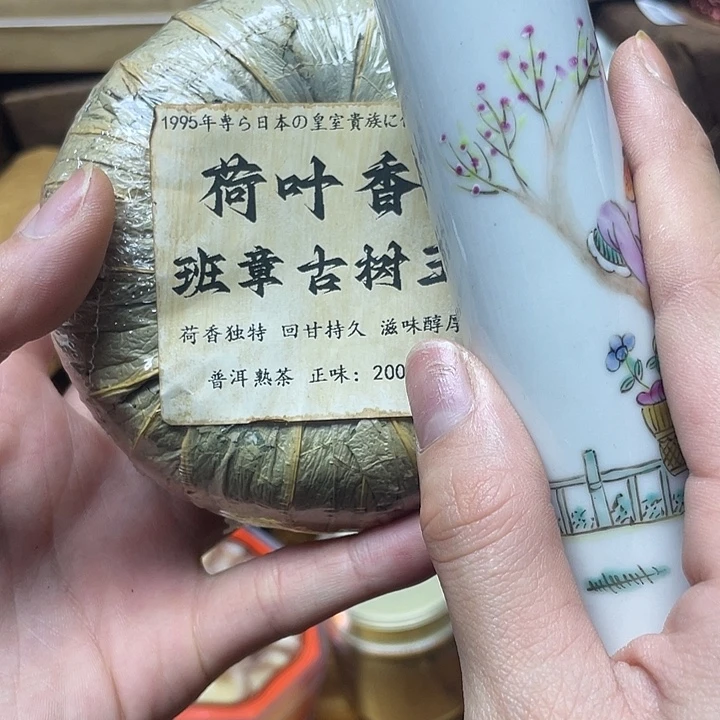 1995年専ら日本の皇室貴族に
荷叶香
班章古树
荷香独特 回甘持久 滋味醇厚
普洱熟茶 正味: 200